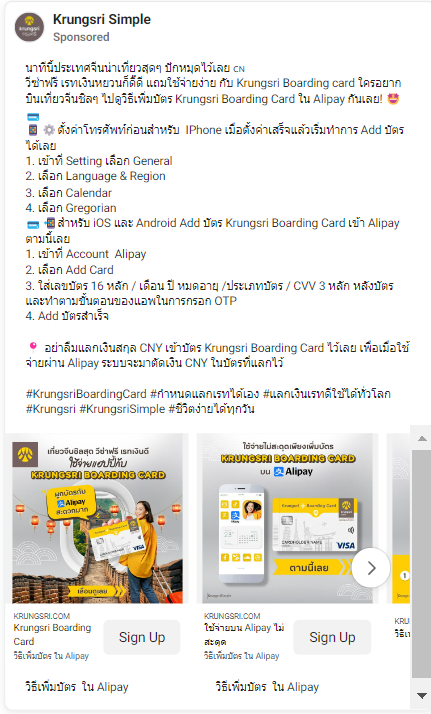 Krungsri Simple
Sponsored
นาทีนี้ประเทศจีนน่าเที่ยวสุดๆ ปักหมุดไว้เลย CN
วีซ่าฟรี เรทเงินหยวนก็ดี๊ดี แถมใช้จ่ายง่าย กับ Krungsri Boarding card ใครอยาก
บินเที่ยวจีนชิลๆ ไปดูวิธีเพิ่มบัตร Krungsri Boarding Card ใน Alipay กันเลย! 🤩
💳
📱 ⚙️ ตั้งค่าโทรศัพท์ก่อนสำหรับ IPhone เมื่อตั้งค่าเสร็จแล้วเริ่มทำการ Add บัตร
ได้เลย
1. เข้าที่ Setting เลือก General
2. เลือก Language & Region
3. เลือก Calendar
4. เลือก Gregorian
💳 📲 สำหรับ iOS และ Android Add บัตร Krungsri Boarding Card เข้า Alipay
ตามนี้เลย
1. เข้าที่ Account Alipay
2. เลือก Add Card
3. ใส่เลขบัตร 16 หลัก / เดือน ปี หมดอายุ /ประเภทบัตร / CVV 3 หลัก หลังบัตร
และทำตามขั้นตอนของแอพในการกรอก OTP
4. Add บัตรสำเร็จ
📍 อย่าลืมแลกเงินสกุล CNY เข้าบัตร Krungsri Boarding Card ไว้เลย เพื่อเมื่อใช้
จ่ายผ่าน Alipay ระบบจะมาตัดเงิน CNY ในบัตรที่แลกไว้
#KrungsriBoardingCard #กำหนดแลกเรทได้เอง #แลกเงินเรทดีใช้ได้ทั่วโลก
#Krungsri #KrungsriSimple #ชีวิตง่ายได้ทุกวัน
เที่ยวจีนชิลสุด วีซ่าฟรี เรทเงินดี
ใช้จ่ายแฮปปี้กับ
KRUNGSRI BOARDING CARD
ผูกบัตรกับ
Alipay
สะดวกมาก
VISA
เลื่อนดูเลย
KRUNGSRI.COM
Krungsri Boarding
Card
วิธีเพิ่มบัตร ใน Alipay
Sign Up
วิธีเพิ่มบัตร ใน Alipay
ใช้จ่ายไม่สะดุดเพียงเพิ่มบัตร
KRUNGSRI BOARDING CARD
บน Alipay
Krungsri Boarding Card
CARDHOLDER NAME
VISA
ตามนี้เลย
KRUNGSRI.COM
ใช้จ่ายบน Alipay ไม่
สะดุด
วิธีเพิ่มบัตร ใน Alipay
Sign Up
วิธีเพิ่มบัตร ใน Alipay
1
KRUN
วิธีเ